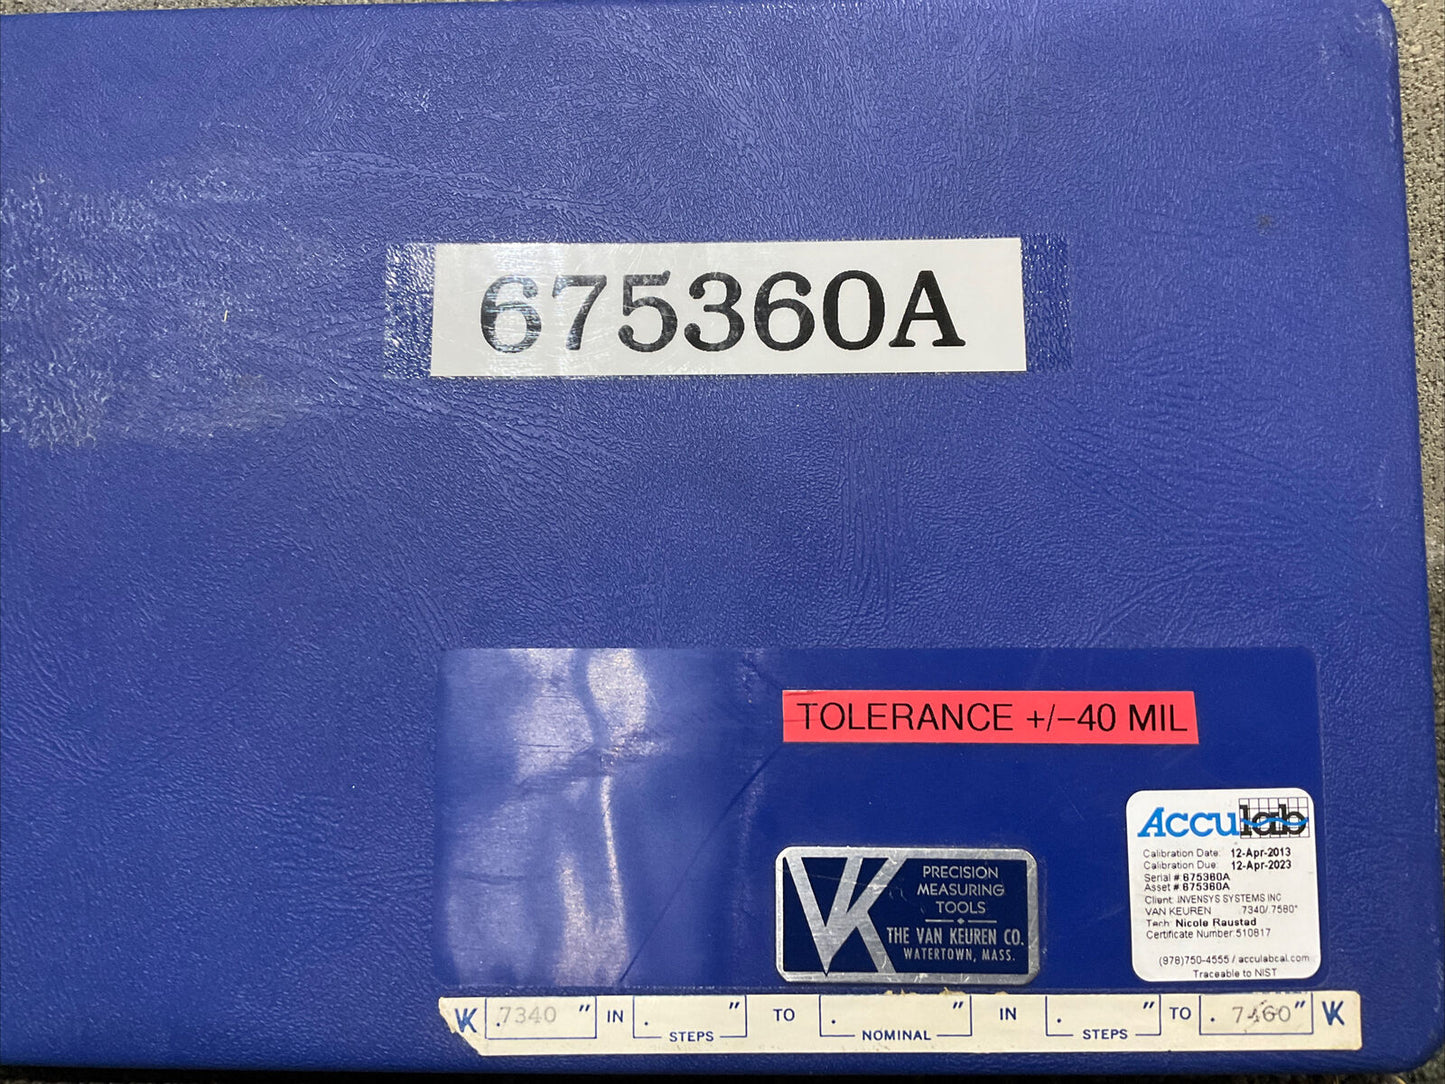 675360A
TOLERANCE +/-40 MIL
Acculab
Calibration Date: 12-Apr-2013
Calibration Due: 12-Apr-2023
Serial # 675360A
Asset # 675360A
Client: INVENSYS SYSTEMS INC
VAN KEUREN .7340/.7580"
Tech: Nicole Raustad
Certificate Number: 510817
(978)750-4555 / acculabcal.com
Traceable to NIST
VK
PRECISION
MEASURING
TOOLS
THE VAN KEUREN CO.
WATERTOWN, MASS.
VK .7340 " IN . " STEPS TO . " NOMINAL IN . " STEPS TO . 7460 " VK